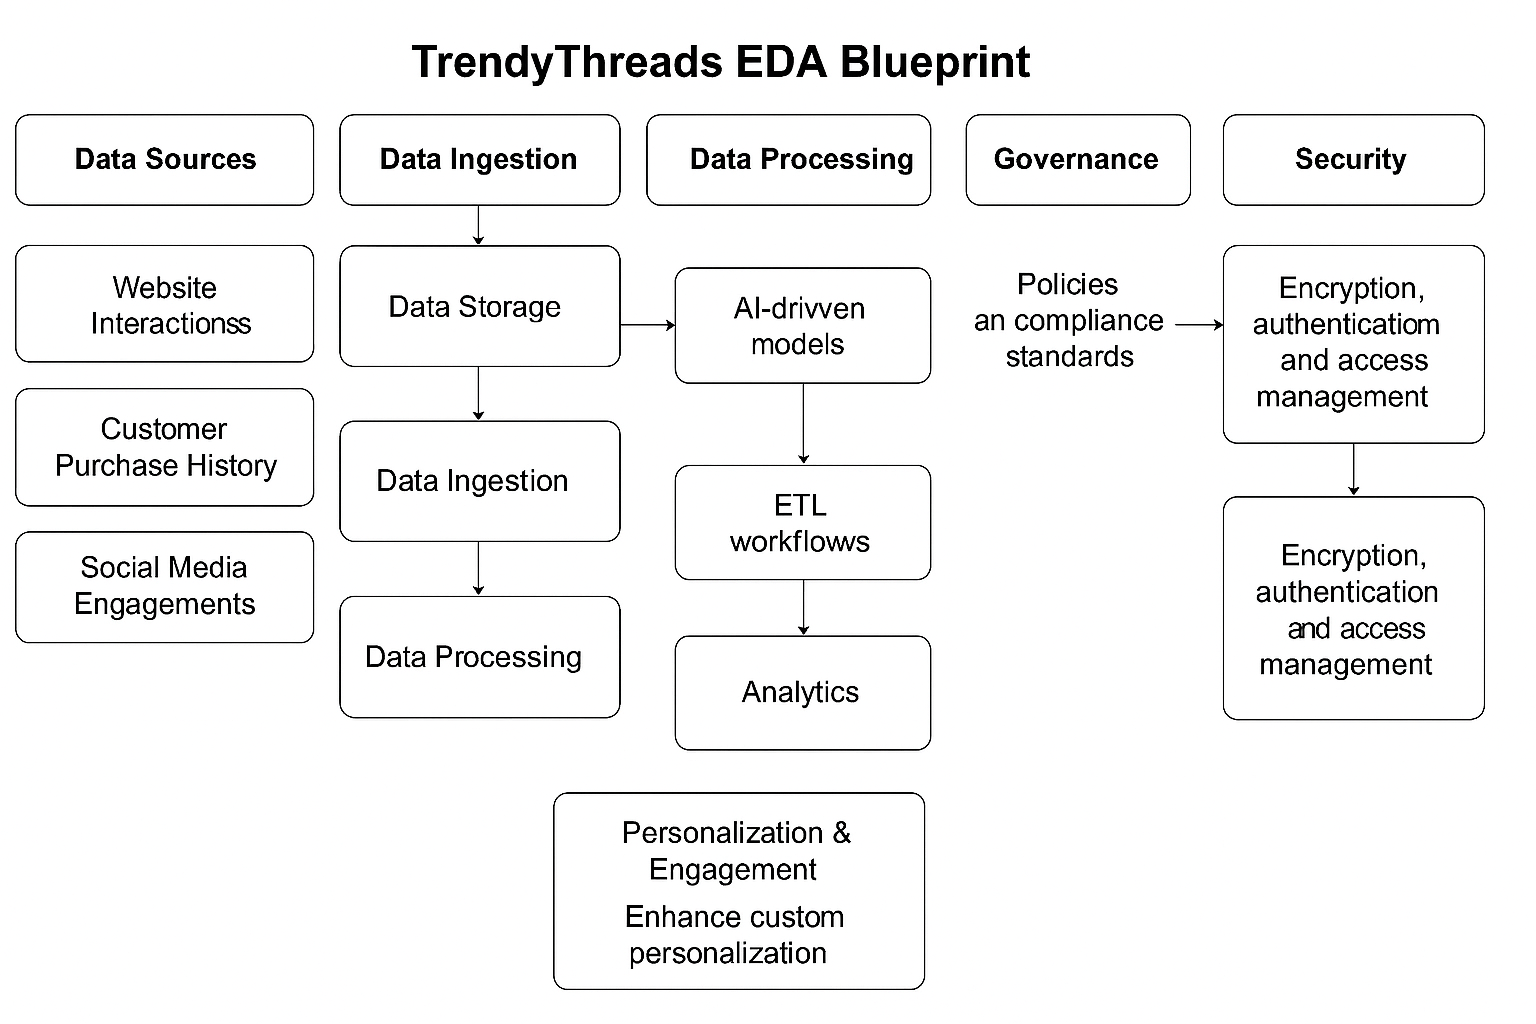 TrendyThreads EDA Blueprint
Data Sources
Data Ingestion
Data Processing
Governance
Security
Website
Interactionss
Customer
Purchase History
Social Media
Engagements
Data Storage
Data Ingestion
Data Processing
AI-drivven
models
ETL
workflows
Analytics
Policies
an compliance
standards
Encryption,
authenticatiom
and access
management
Encryption,
authentication
and access
management
Personalization &
Engagement
Enhance custom
personalization